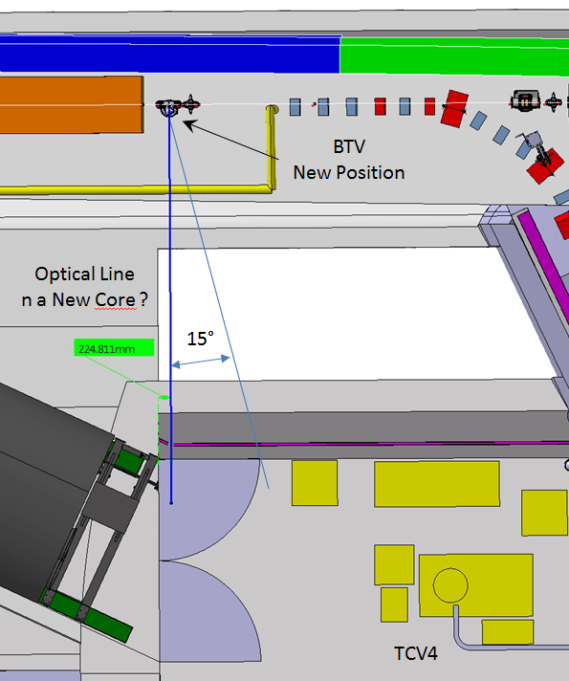 BTV
New Position
Optical Line
n a New Core ?
15°
224.811mm
TCV4